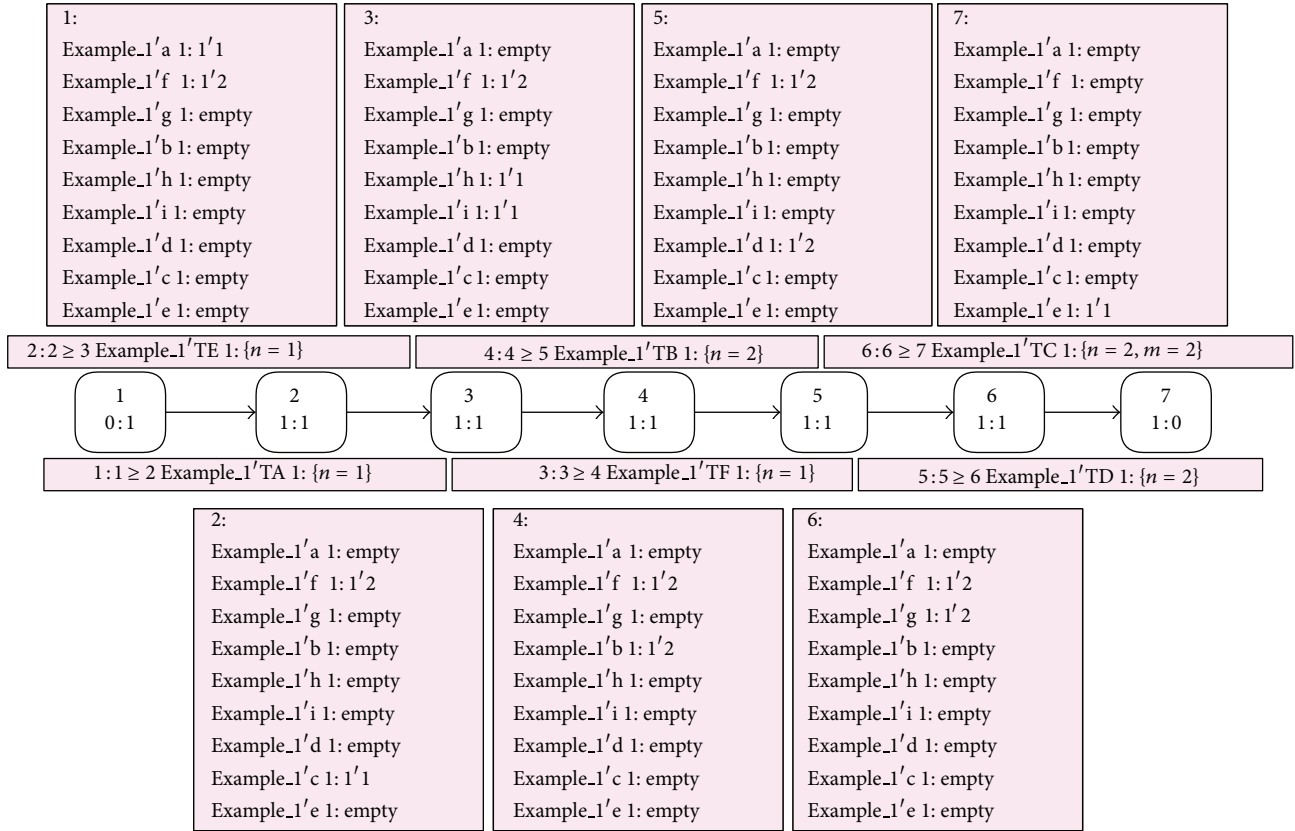 1:
Example_1′a 1: 1′1
Example_1′f 1: 1′2
Example_1′g 1: empty
Example_1′b 1: empty
Example_1′h 1: empty
Example_1′i 1: empty
Example_1′d 1: empty
Example_1′c 1: empty
Example_1′e 1: empty
3:
Example_1′a 1: empty
Example_1′f 1: 1′2
Example_1′g 1: empty
Example_1′b 1: empty
Example_1′h 1: 1′1
Example_1′i 1: 1′1
Example_1′d 1: empty
Example_1′c 1: empty
Example_1′e 1: empty
5:
Example_1′a 1: empty
Example_1′f 1: 1′2
Example_1′g 1: empty
Example_1′b 1: empty
Example_1′h 1: empty
Example_1′i 1: empty
Example_1′d 1: 1′2
Example_1′c 1: empty
Example_1′e 1: empty
7:
Example_1′a 1: empty
Example_1′f 1: empty
Example_1′g 1: empty
Example_1′b 1: empty
Example_1′h 1: empty
Example_1′i 1: empty
Example_1′d 1: empty
Example_1′c 1: empty
Example_1′e 1: 1′1
2:2 ≥ 3 Example_1′TE 1: {n = 1}
4:4 ≥ 5 Example_1′TB 1: {n = 2}
6:6 ≥ 7 Example_1′TC 1: {n = 2, m = 2}
1
0:1
2
1:1
3
1:1
4
1:1
5
1:1
6
1:1
7
1:0
1:1 ≥ 2 Example_1′TA 1: {n = 1}
3:3 ≥ 4 Example_1′TF 1: {n = 1}
5:5 ≥ 6 Example_1′TD 1: {n = 2}
2:
Example_1′a 1: empty
Example_1′f 1: 1′2
Example_1′g 1: empty
Example_1′b 1: empty
Example_1′h 1: empty
Example_1′i 1: empty
Example_1′d 1: empty
Example_1′c 1: 1′1
Example_1′e 1: empty
4:
Example_1′a 1: empty
Example_1′f 1: 1′2
Example_1′g 1: empty
Example_1′b 1: 1′2
Example_1′h 1: empty
Example_1′i 1: empty
Example_1′d 1: empty
Example_1′c 1: empty
Example_1′e 1: empty
6:
Example_1′a 1: empty
Example_1′f 1: 1′2
Example_1′g 1: 1′2
Example_1′b 1: empty
Example_1′h 1: empty
Example_1′i 1: empty
Example_1′d 1: empty
Example_1′c 1: empty
Example_1′e 1: empty